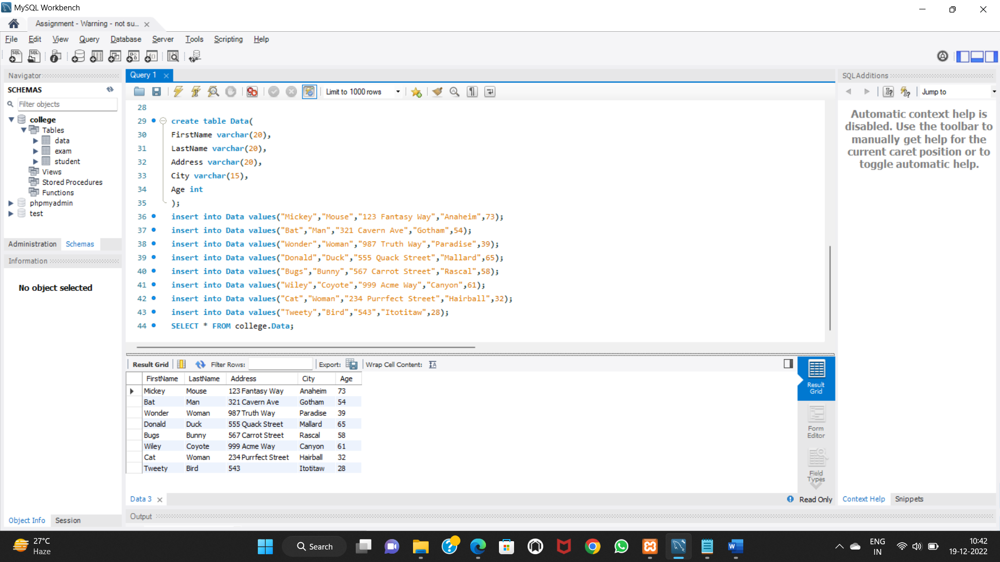 MySQL Workbench
Assignment - Warning - not su...
File Edit View Query Database Server Tools Scripting Help
Navigator
SCHEMAS
Filter objects
college
Tables
data
exam
student
Views
Stored Procedures
Functions
phpmyadmin
test
Administration Schemas
Information
No object selected
Object Info Session
Query 1
Limit to 1000 rows
28
29 create table Data(
30 FirstName varchar(20),
31 LastName varchar(20),
32 Address varchar(20),
33 City varchar(15),
34 Age int
35 );
36 insert into Data values("Mickey","Mouse","123 Fantasy Way","Anaheim",73);
37 insert into Data values("Bat","Man","321 Cavern Ave","Gotham",54);
38 insert into Data values("Wonder","Woman","987 Truth Way","Paradise",39);
39 insert into Data values("Donald","Duck","555 Quack Street","Mallard",65);
40 insert into Data values("Bugs","Bunny","567 Carrot Street","Rascal",58);
41 insert into Data values("Wiley","Coyote","999 Acme Way","Canyon",61);
42 insert into Data values("Cat","Woman","234 Purrfect Street","Hairball",32);
43 insert into Data values("Tweety","Bird","543","Itotitaw",28);
44 SELECT * FROM college.Data;
Result Grid Filter Rows: Export: Wrap Cell Content:
FirstName LastName Address City Age
Mickey Mouse 123 Fantasy Way Anaheim 73
Bat Man 321 Cavern Ave Gotham 54
Wonder Woman 987 Truth Way Paradise 39
Donald Duck 555 Quack Street Mallard 65
Bugs Bunny 567 Carrot Street Rascal 58
Wiley Coyote 999 Acme Way Canyon 61
Cat Woman 234 Purrfect Street Hairball 32
Tweety Bird 543 Itotitaw 28
Result
Grid
Form
Editor
Field
Types
Data 3 Read Only
Output
SQLAdditions
Jump to
Automatic context help is
disabled. Use the toolbar to
manually get help for the
current caret position or to
toggle automatic help.
Context Help Snippets
27°C
Haze
Search
ENG
IN
10:42
19-12-2022